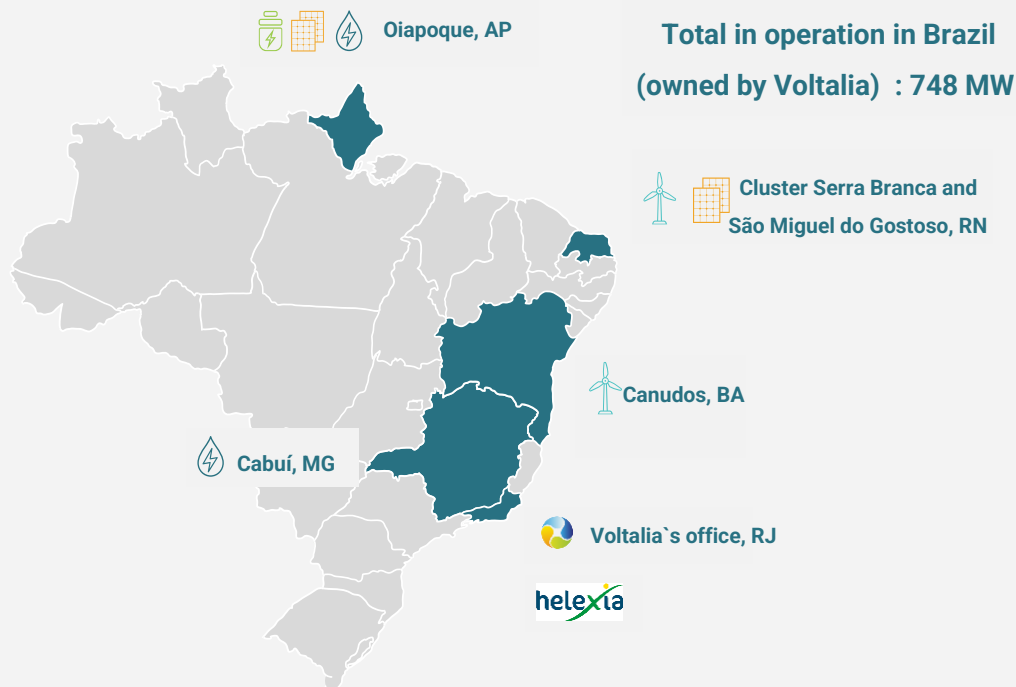 Oiapoque, AP
Total in operation in Brazil
(owned by Voltalia) : 748 MW
Cluster Serra Branca and
São Miguel do Gostoso, RN
Canudos, BA
Cabuí, MG
Voltalia`s office, RJ
helexia